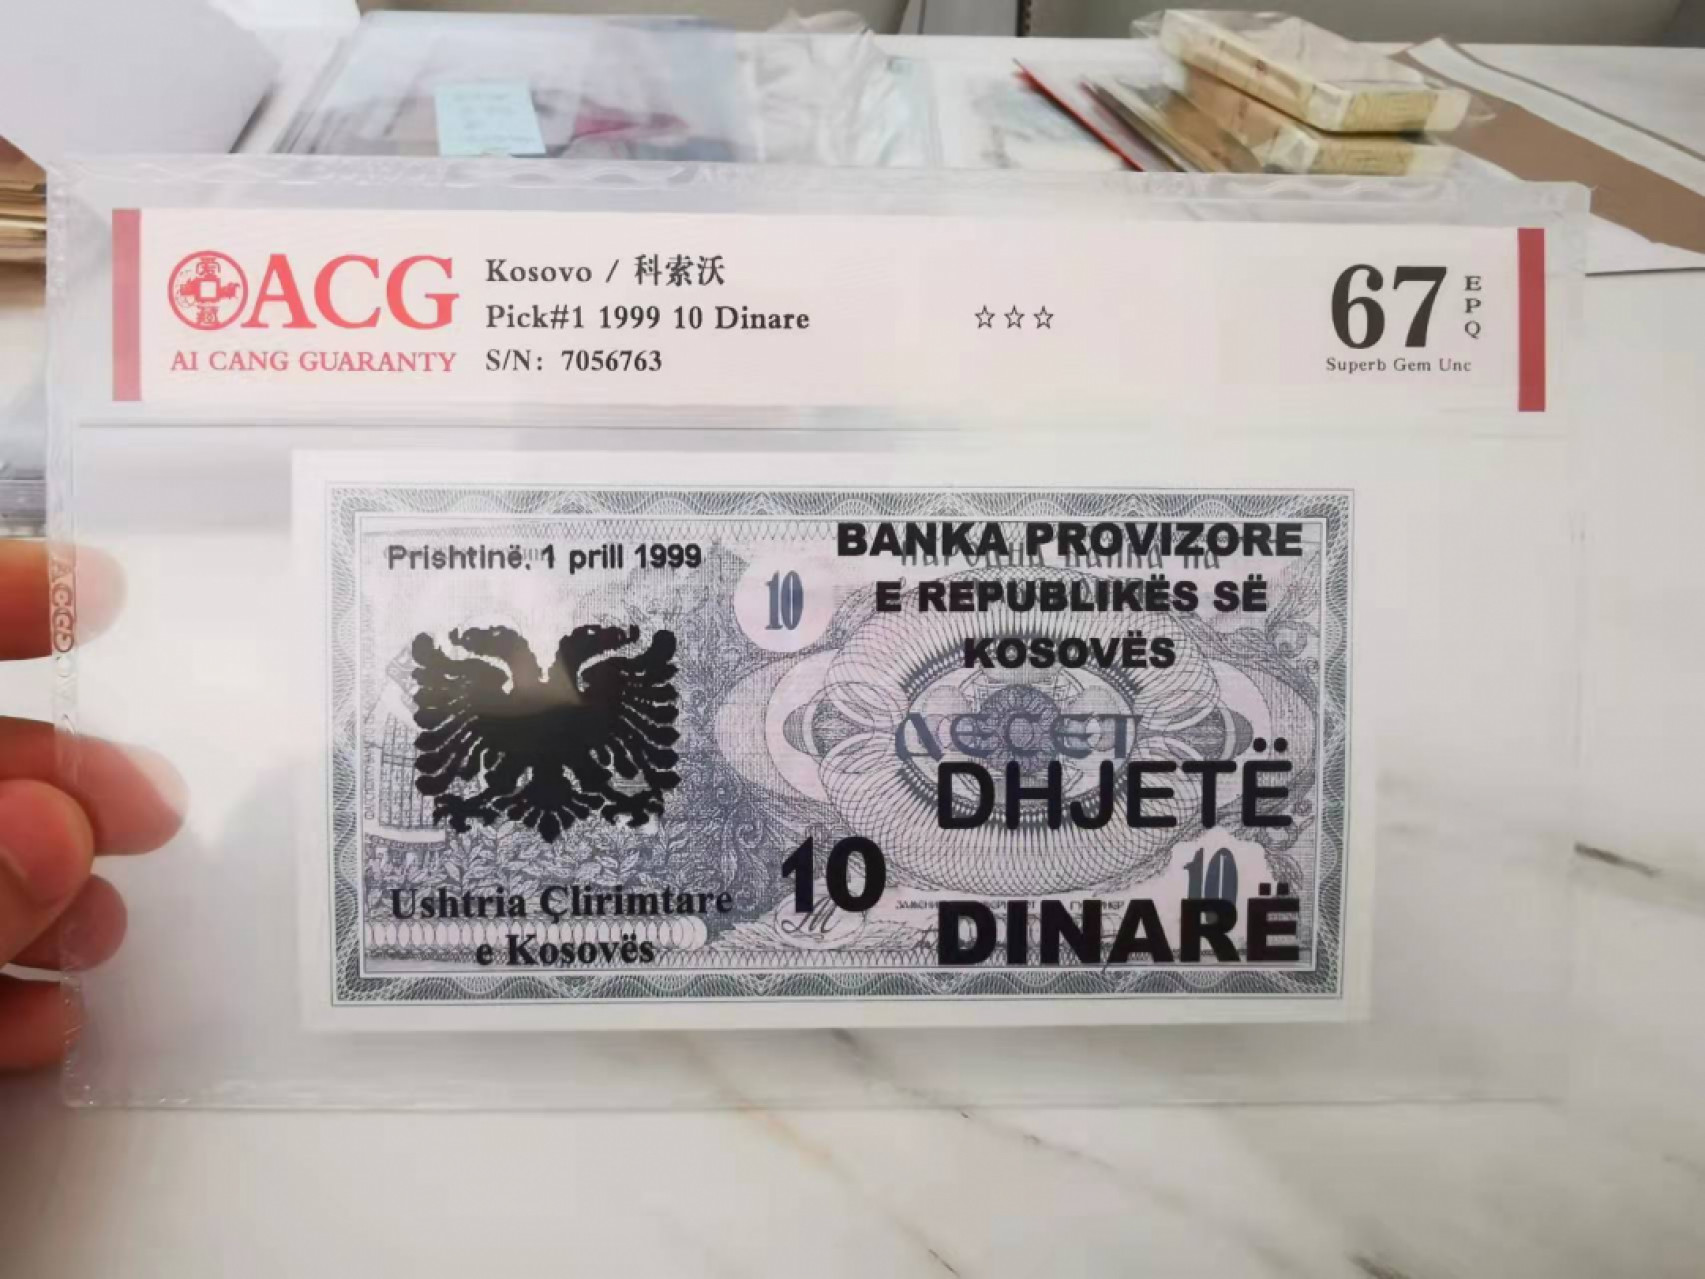 ACG
AI CANG GUARANTY
Kosovo / 科索沃
Pick#1 1999 10 Dinare
S/N: 7056763
☆☆☆
67
EPQ
Superb Gem Unc
Prishtinë, 1 prill 1999
BANKA PROVIZORE
E REPUBLIKËS SË
KOSOVËS
10
ДЕСЕТ
DHJETË
10
10
DINARË
Ushtria Çlirimtare
e Kosovës